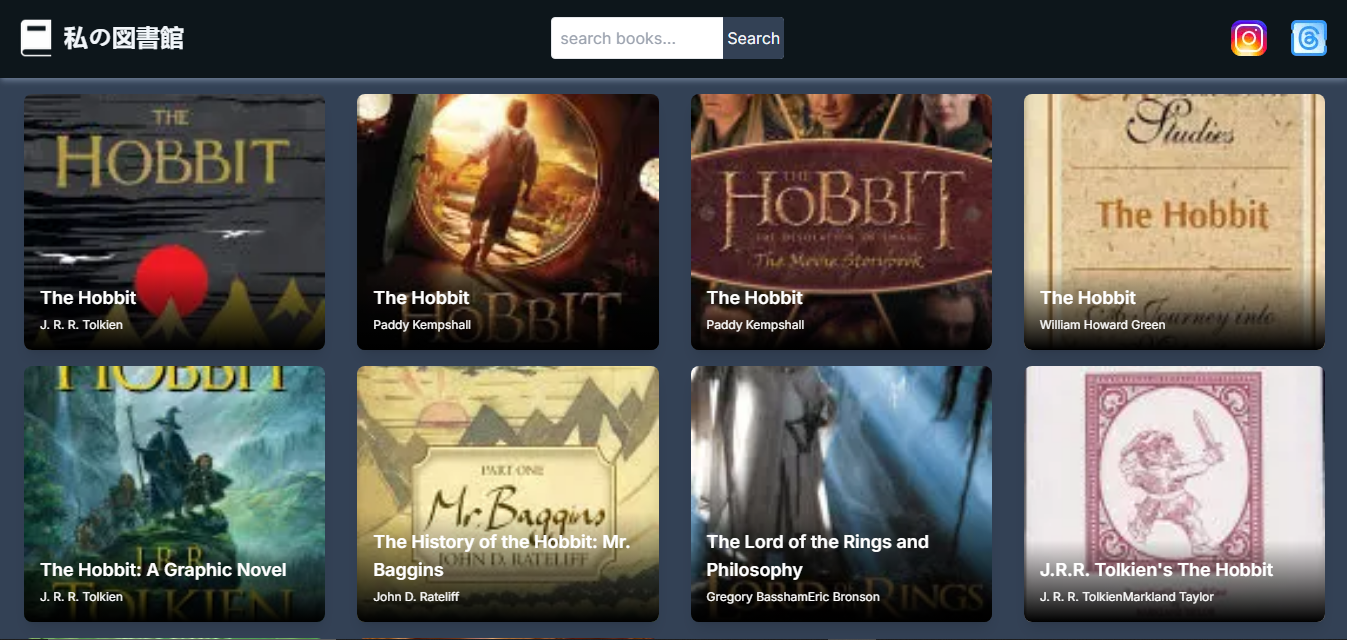 私の図書館
search books...
Search
THE
HOBBIT
The Hobbit
J. R. R. Tolkien
HOBBIT
The Hobbit
Paddy Kempshall
THE
HOBBIT
THE DESOLATION OF SMAUG
The Movie Storybook
The Hobbit
Paddy Kempshall
Studies
The Hobbit
A Journey into
The Hobbit
William Howard Green
HOBBIT
J.R.R.
TOLKIEN
The Hobbit: A Graphic Novel
J. R. R. Tolkien
PART ONE
Mr. Baggins
JOHN D. RATELIFF
The History of the Hobbit: Mr.
Baggins
John D. Rateliff
RINGS
The Lord of the Rings and
Philosophy
Gregory BasshamEric Bronson
J.R.R. Tolkien's The Hobbit
J. R. R. TolkienMarkland Taylor